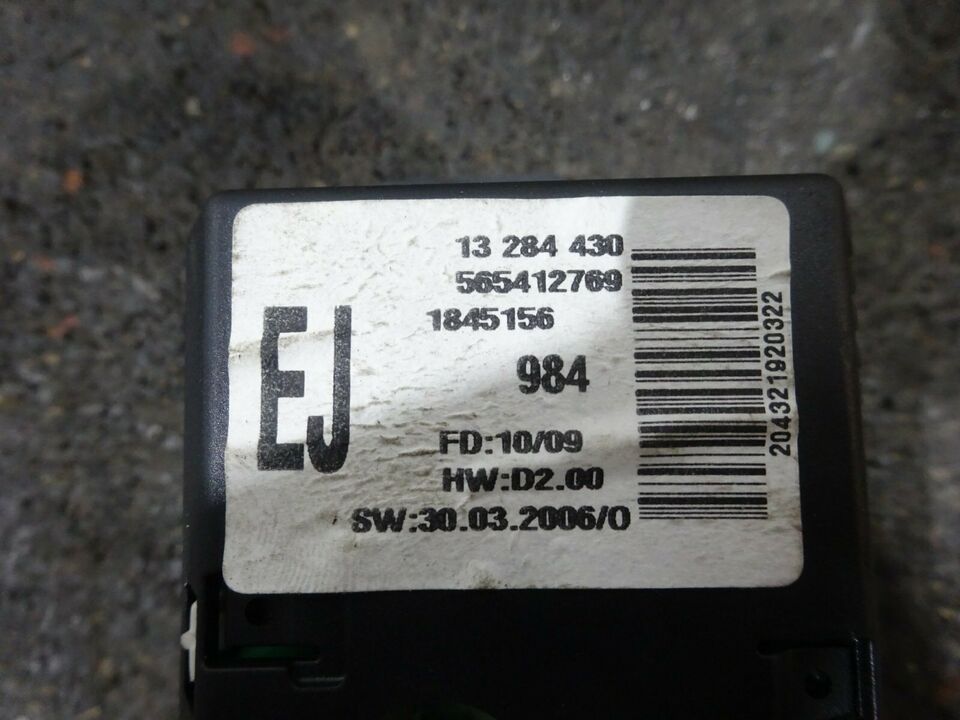 13 284 430
565412769
1845156
EJ
984
FD:10/09
HW:D2.00
SW:30.03.2006/0
204321920322